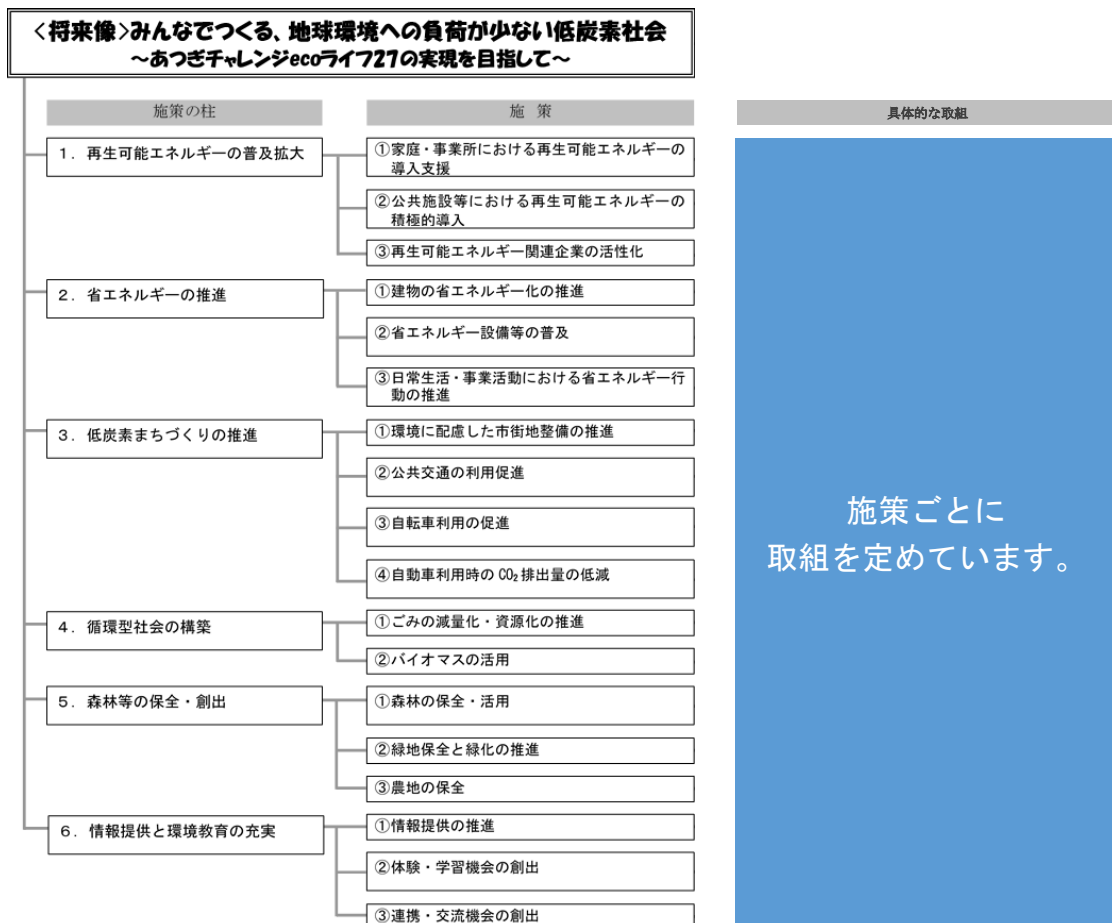 <将来像>みんなでつくる、地球環境への負荷が少ない低炭素社会
～あつぎチャレンジecoライフ27の実現を目指して～
施策の柱
施 策
具体的な取組
1．再生可能エネルギーの普及拡大
①家庭・事業所における再生可能エネルギーの
導入支援
②公共施設等における再生可能エネルギーの
積極的導入
③再生可能エネルギー関連企業の活性化
2．省エネルギーの推進
①建物の省エネルギー化の推進
②省エネルギー設備等の普及
③日常生活・事業活動における省エネルギー行
動の推進
3．低炭素まちづくりの推進
①環境に配慮した市街地整備の推進
②公共交通の利用促進
③自転車利用の促進
④自動車利用時の CO₂ 排出量の低減
4．循環型社会の構築
①ごみの減量化・資源化の推進
②バイオマスの活用
5．森林等の保全・創出
①森林の保全・活用
②緑地保全と緑化の推進
③農地の保全
6．情報提供と環境教育の充実
①情報提供の推進
②体験・学習機会の創出
③連携・交流機会の創出
施策ごとに
取組を定めています。